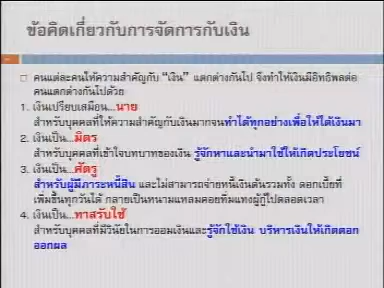 ข้อคิดเกี่ยวกับการจัดการกับเงิน
คนแต่ละคนให้ความสำคัญกับ “เงิน” แตกต่างกันไป จึงทำให้เงินมีอิทธิพลต่อ
คนแตกต่างกันไปด้วย
1. เงินเปรียบเสมือน...นาย
สำหรับบุคคลที่ให้ความสำคัญกับเงินมากจนทำได้ทุกอย่างเพื่อให้ได้เงินมา
2. เงินเป็น...มิตร
สำหรับบุคคลที่เข้าใจบทบาทของเงิน รู้จักหาและนำมาใช้ให้เกิดประโยชน์
3. เงินเป็น...ศัตรู
สำหรับผู้มีภาระหนี้สิน และไม่สามารถจ่ายหนี้เงินต้นรวมทั้ง ดอกเบี้ยที่
เพิ่มขึ้นทุกวันได้ กลายเป็นหนามแหลมคอยทิ่มแทงผู้กู้ไปตลอดเวลา
4. เงินเป็น...ทาสรับใช้
สำหรับบุคคลที่มีวินัยในการออมเงินและรู้จักใช้เงิน บริหารเงินให้เกิดดอก
ออกผล